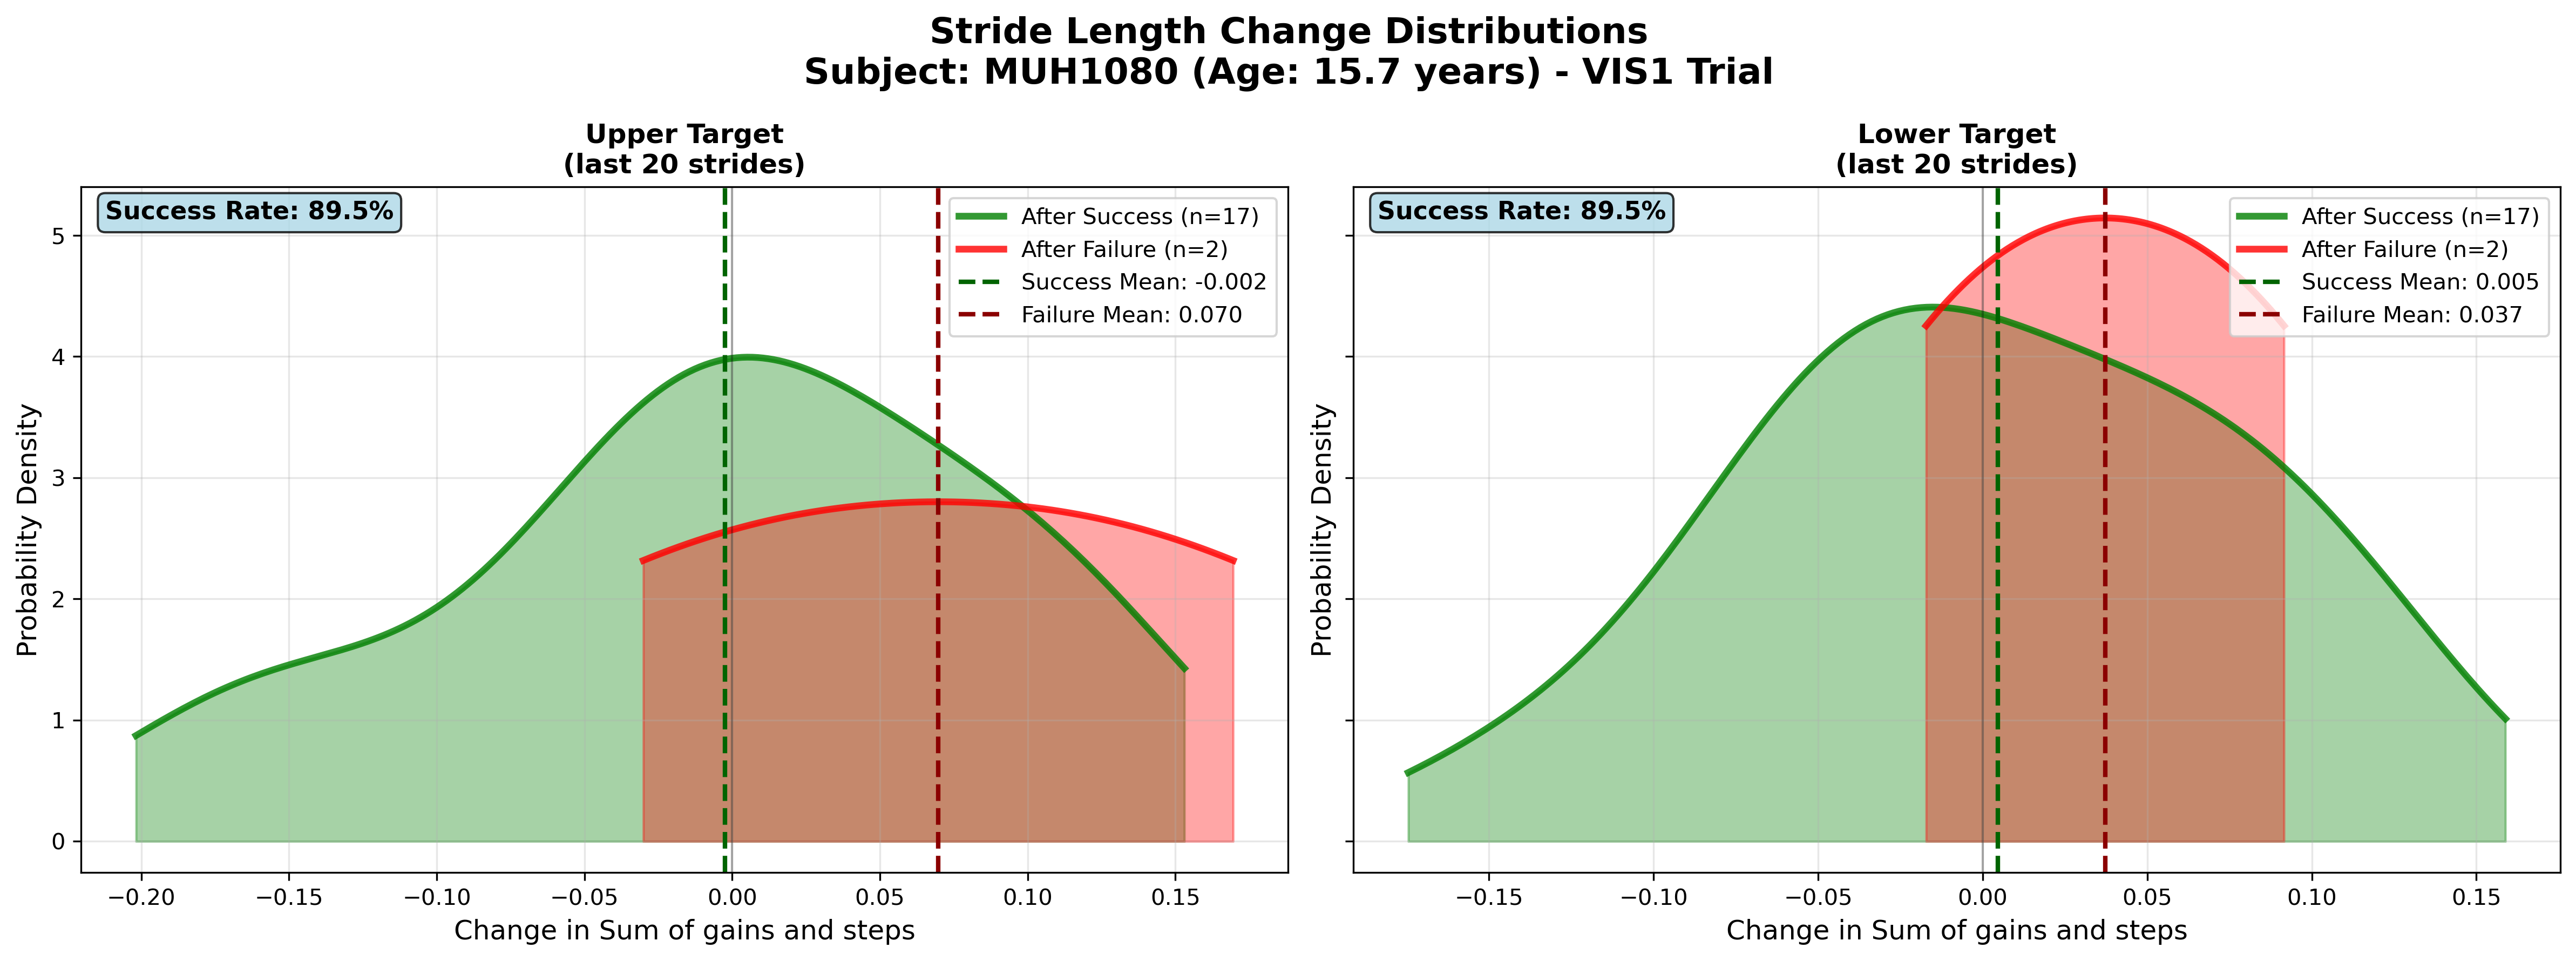 Stride Length Change Distributions
Subject: MUH1080 (Age: 15.7 years) - VIS1 Trial
Upper Target
(last 20 strides)
Success Rate: 89.5%
After Success (n=17)
After Failure (n=2)
Success Mean: -0.002
Failure Mean: 0.070
Probability Density
5
4
3
2
1
0
−0.20
−0.15
−0.10
−0.05
0.00
0.05
0.10
0.15
Change in Sum of gains and steps
Lower Target
(last 20 strides)
Success Rate: 89.5%
After Success (n=17)
After Failure (n=2)
Success Mean: 0.005
Failure Mean: 0.037
Probability Density
−0.15
−0.10
−0.05
0.00
0.05
0.10
0.15
Change in Sum of gains and steps